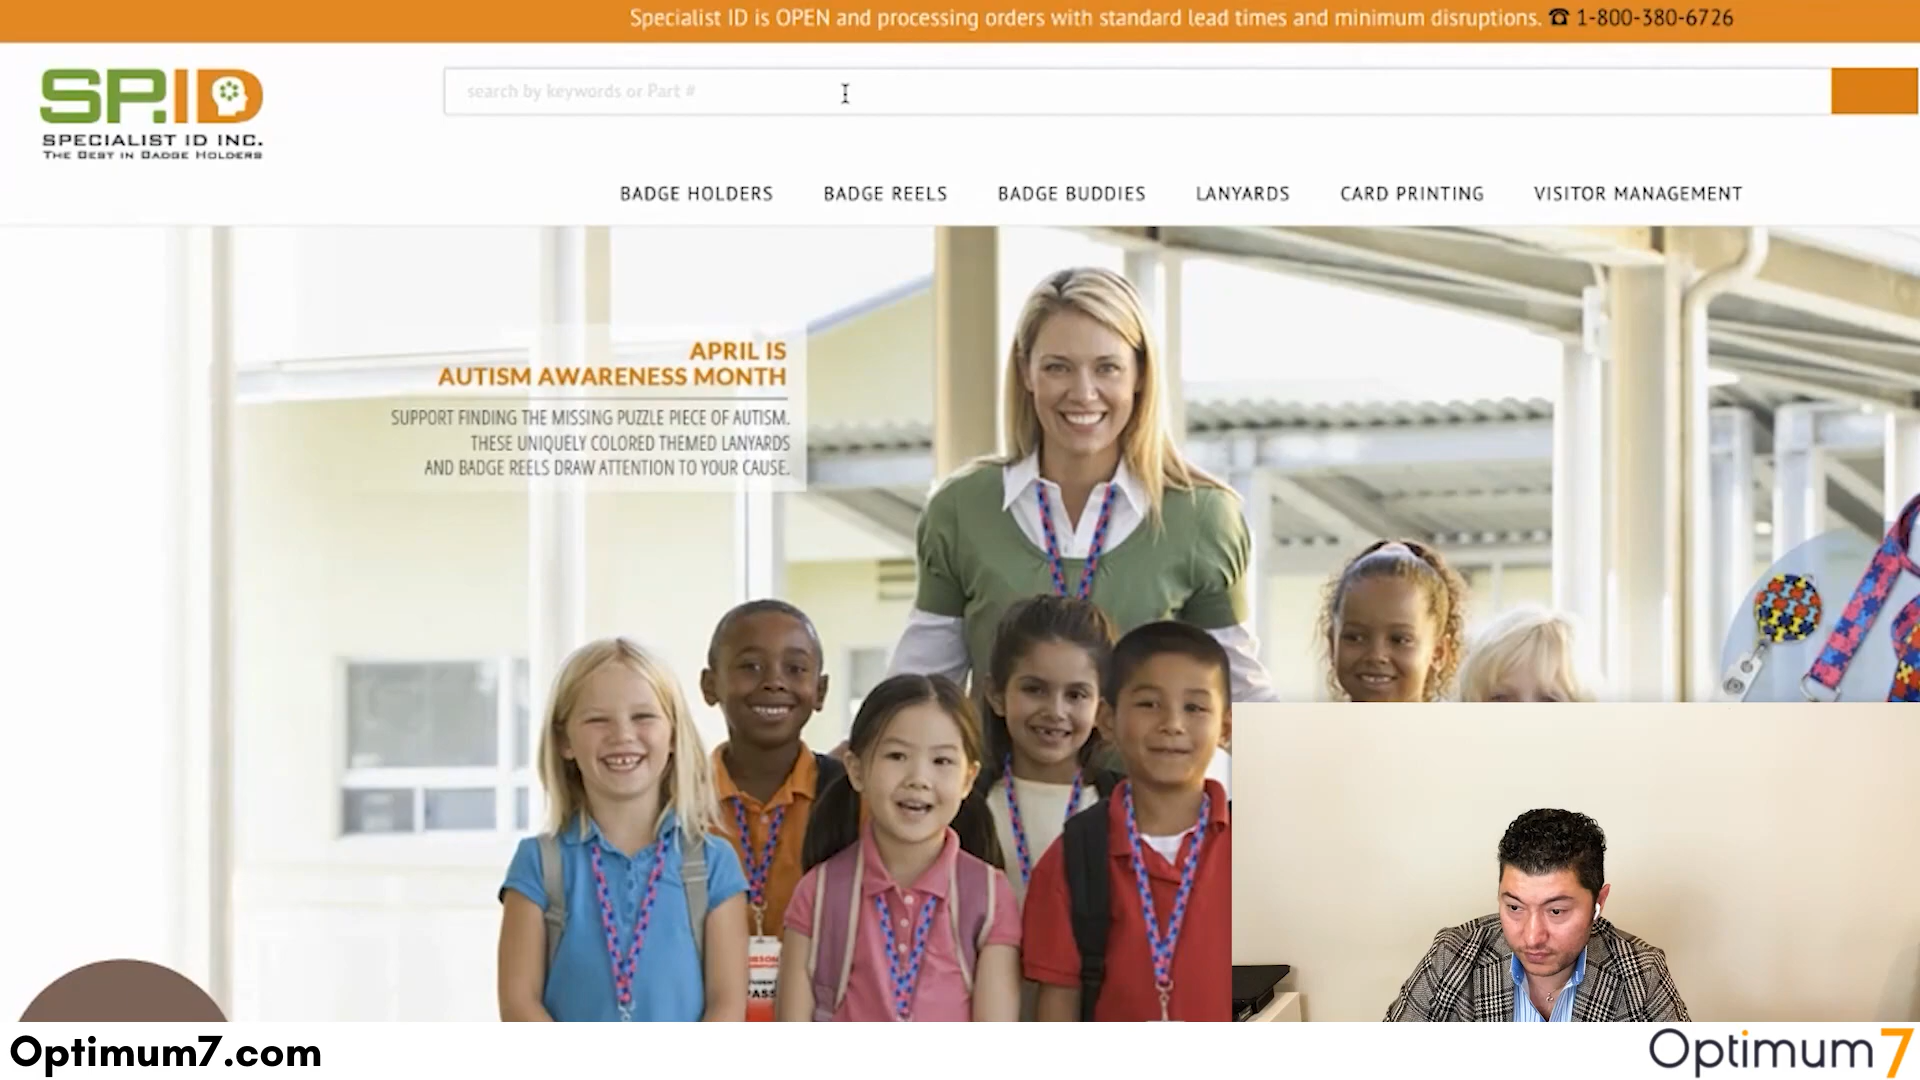 Specialist ID is OPEN and processing orders with standard lead times and minimum disruptions. ☎ 1-800-380-6726
SP.ID
SPECIALIST ID INC.
THE BEST IN BADGE HOLDERS
search by keywords or Part #
BADGE HOLDERS BADGE REELS BADGE BUDDIES LANYARDS CARD PRINTING VISITOR MANAGEMENT
APRIL IS
AUTISM AWARENESS MONTH
SUPPORT FINDING THE MISSING PUZZLE PIECE OF AUTISM.
THESE UNIQUELY COLORED THEMED LANYARDS
AND BADGE REELS DRAW ATTENTION TO YOUR CAUSE.
PASS
Optimum7.com
Optimum7